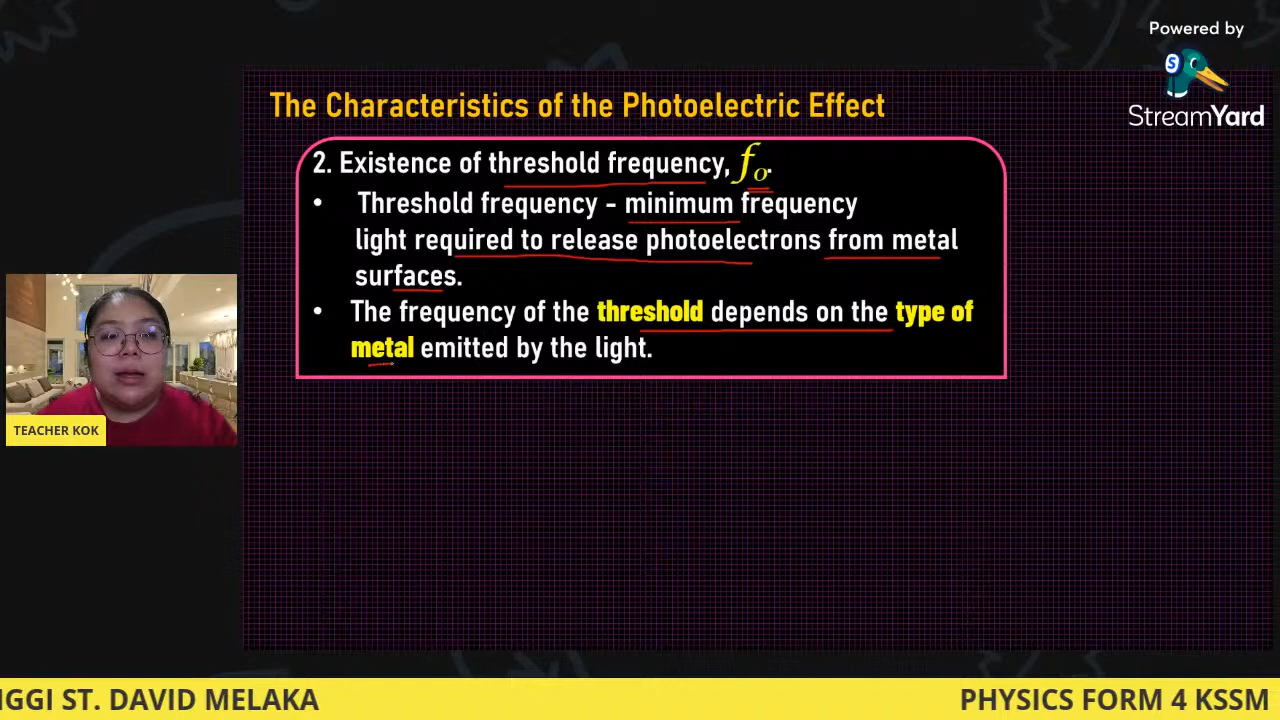 Powered by
S
StreamYard
The Characteristics of the Photoelectric Effect
2. Existence of threshold frequency, fo.
• Threshold frequency - minimum frequency
light required to release photoelectrons from metal
surfaces.
• The frequency of the threshold depends on the type of
metal emitted by the light.
TEACHER KOK
IGGI ST. DAVID MELAKA
PHYSICS FORM 4 KSSM